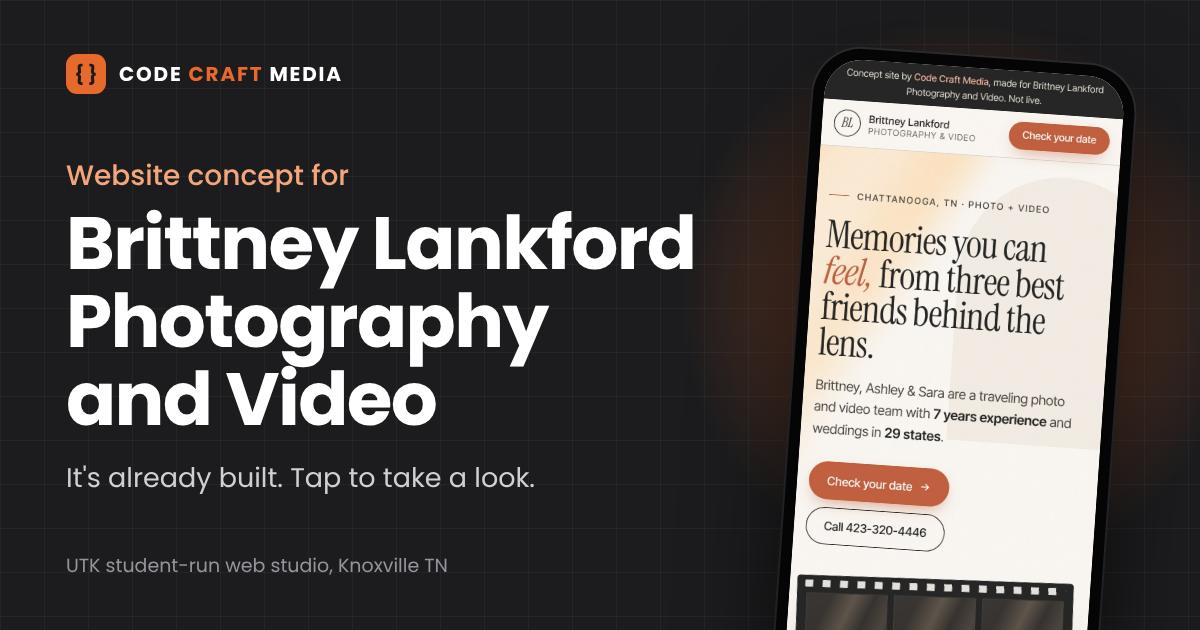 { } CODE CRAFT MEDIA
Website concept for
Brittney Lankford
Photography
and Video
It's already built. Tap to take a look.
UTK student-run web studio, Knoxville TN
Concept site by Code Craft Media, made for Brittney Lankford
Photography and Video. Not live.
BL
Brittney Lankford
PHOTOGRAPHY & VIDEO
Check your date
CHATTANOOGA, TN · PHOTO + VIDEO
Memories you can
feel, from three best
friends behind the
lens.
Brittney, Ashley & Sara are a traveling photo
and video team with 7 years experience and
weddings in 29 states.
Check your date →
Call 423-320-4446